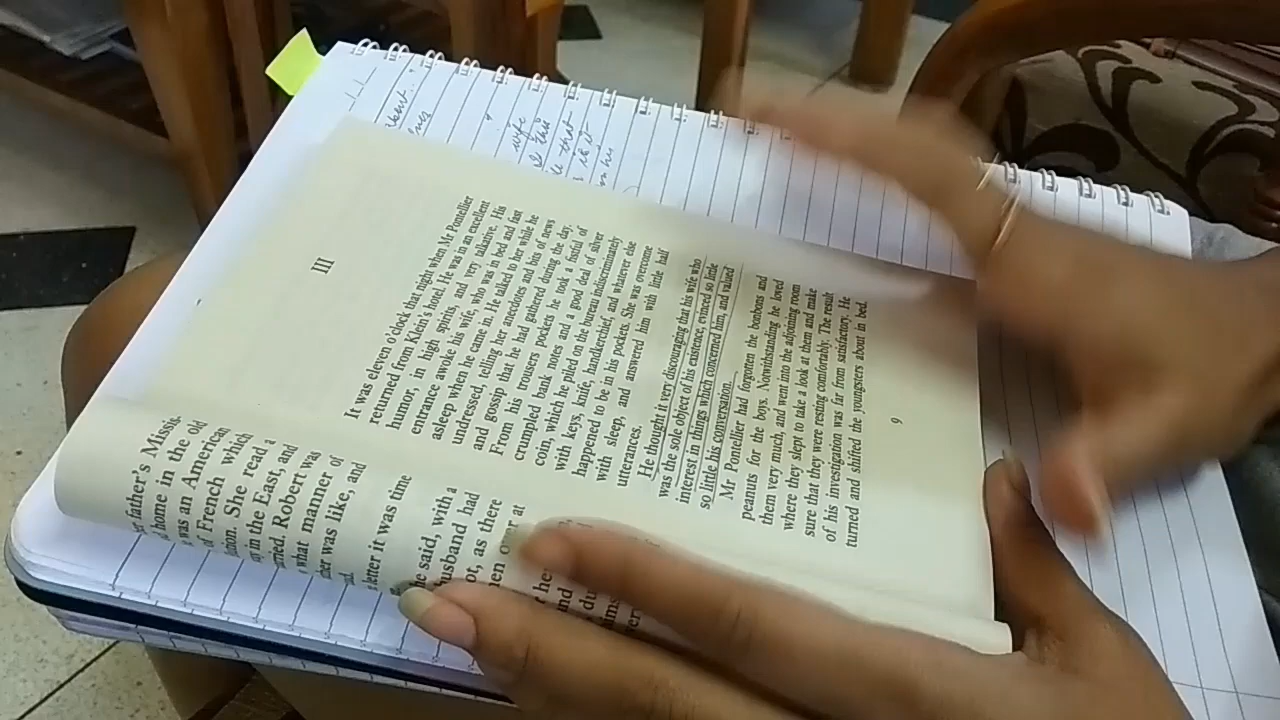 wife
III
It was eleven o'clock that night when Mr Pontellier
returned from Klein's hotel. He was in an excellent
humor, in high spirits, and very talkative. His
entrance awoke his wife, who was in bed and fast
asleep when he came in. He talked to her while he
undressed, telling her anecdotes and bits of news
and gossip that he had gathered during the day.
From his trousers pockets he took a fistful of
crumpled bank notes and a good deal of silver
coin, which he piled on the bureau indiscriminately
with keys, knife, handkerchief, and whatever else
happened to be in his pockets. She was overcome
with sleep, and answered him with little half
utterances.
He thought it very discouraging that his wife who
was the sole object of his existence, evinced so little
interest in things which concerned him, and valued
so little his conversation.
Mr Pontellier had forgotten the bonbons and
peanuts for the boys. Notwithstanding he loved
them very much, and went into the adjoining room
where they slept to take a look at them and make
sure that they were resting comfortably. The result
of his investigation was far from satisfactory. He
turned and shifted the youngsters about in bed.
9
father's
home in the old
was an American
of French which
She read a
in the East, and
Robert was
what manner of
was like, and
letter it was time
he said, with a
husband had
as there
at